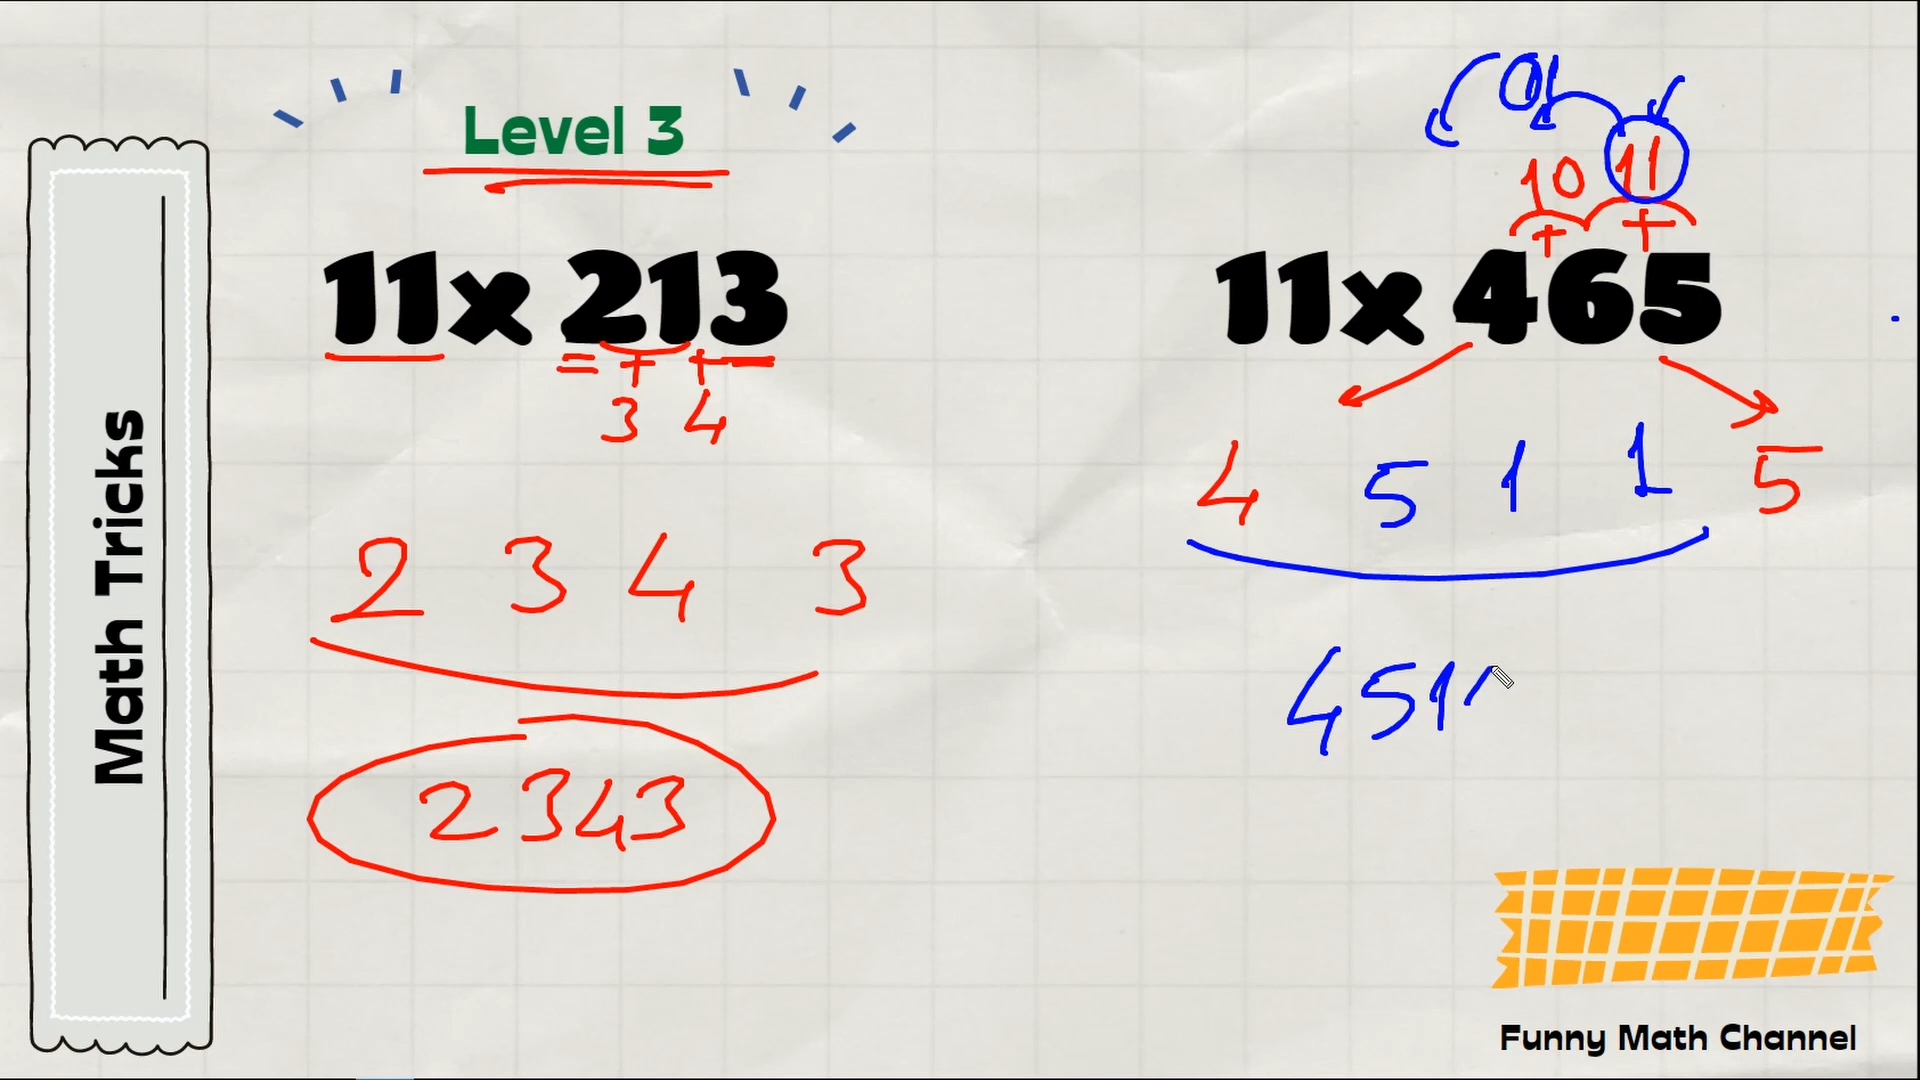 Math Tricks
Level 3
11x 213
= + +
3 4
2 3 4 3
2343
01
10 11
+ +
11x 465
4 5 1 1 5
451
Funny Math Channel